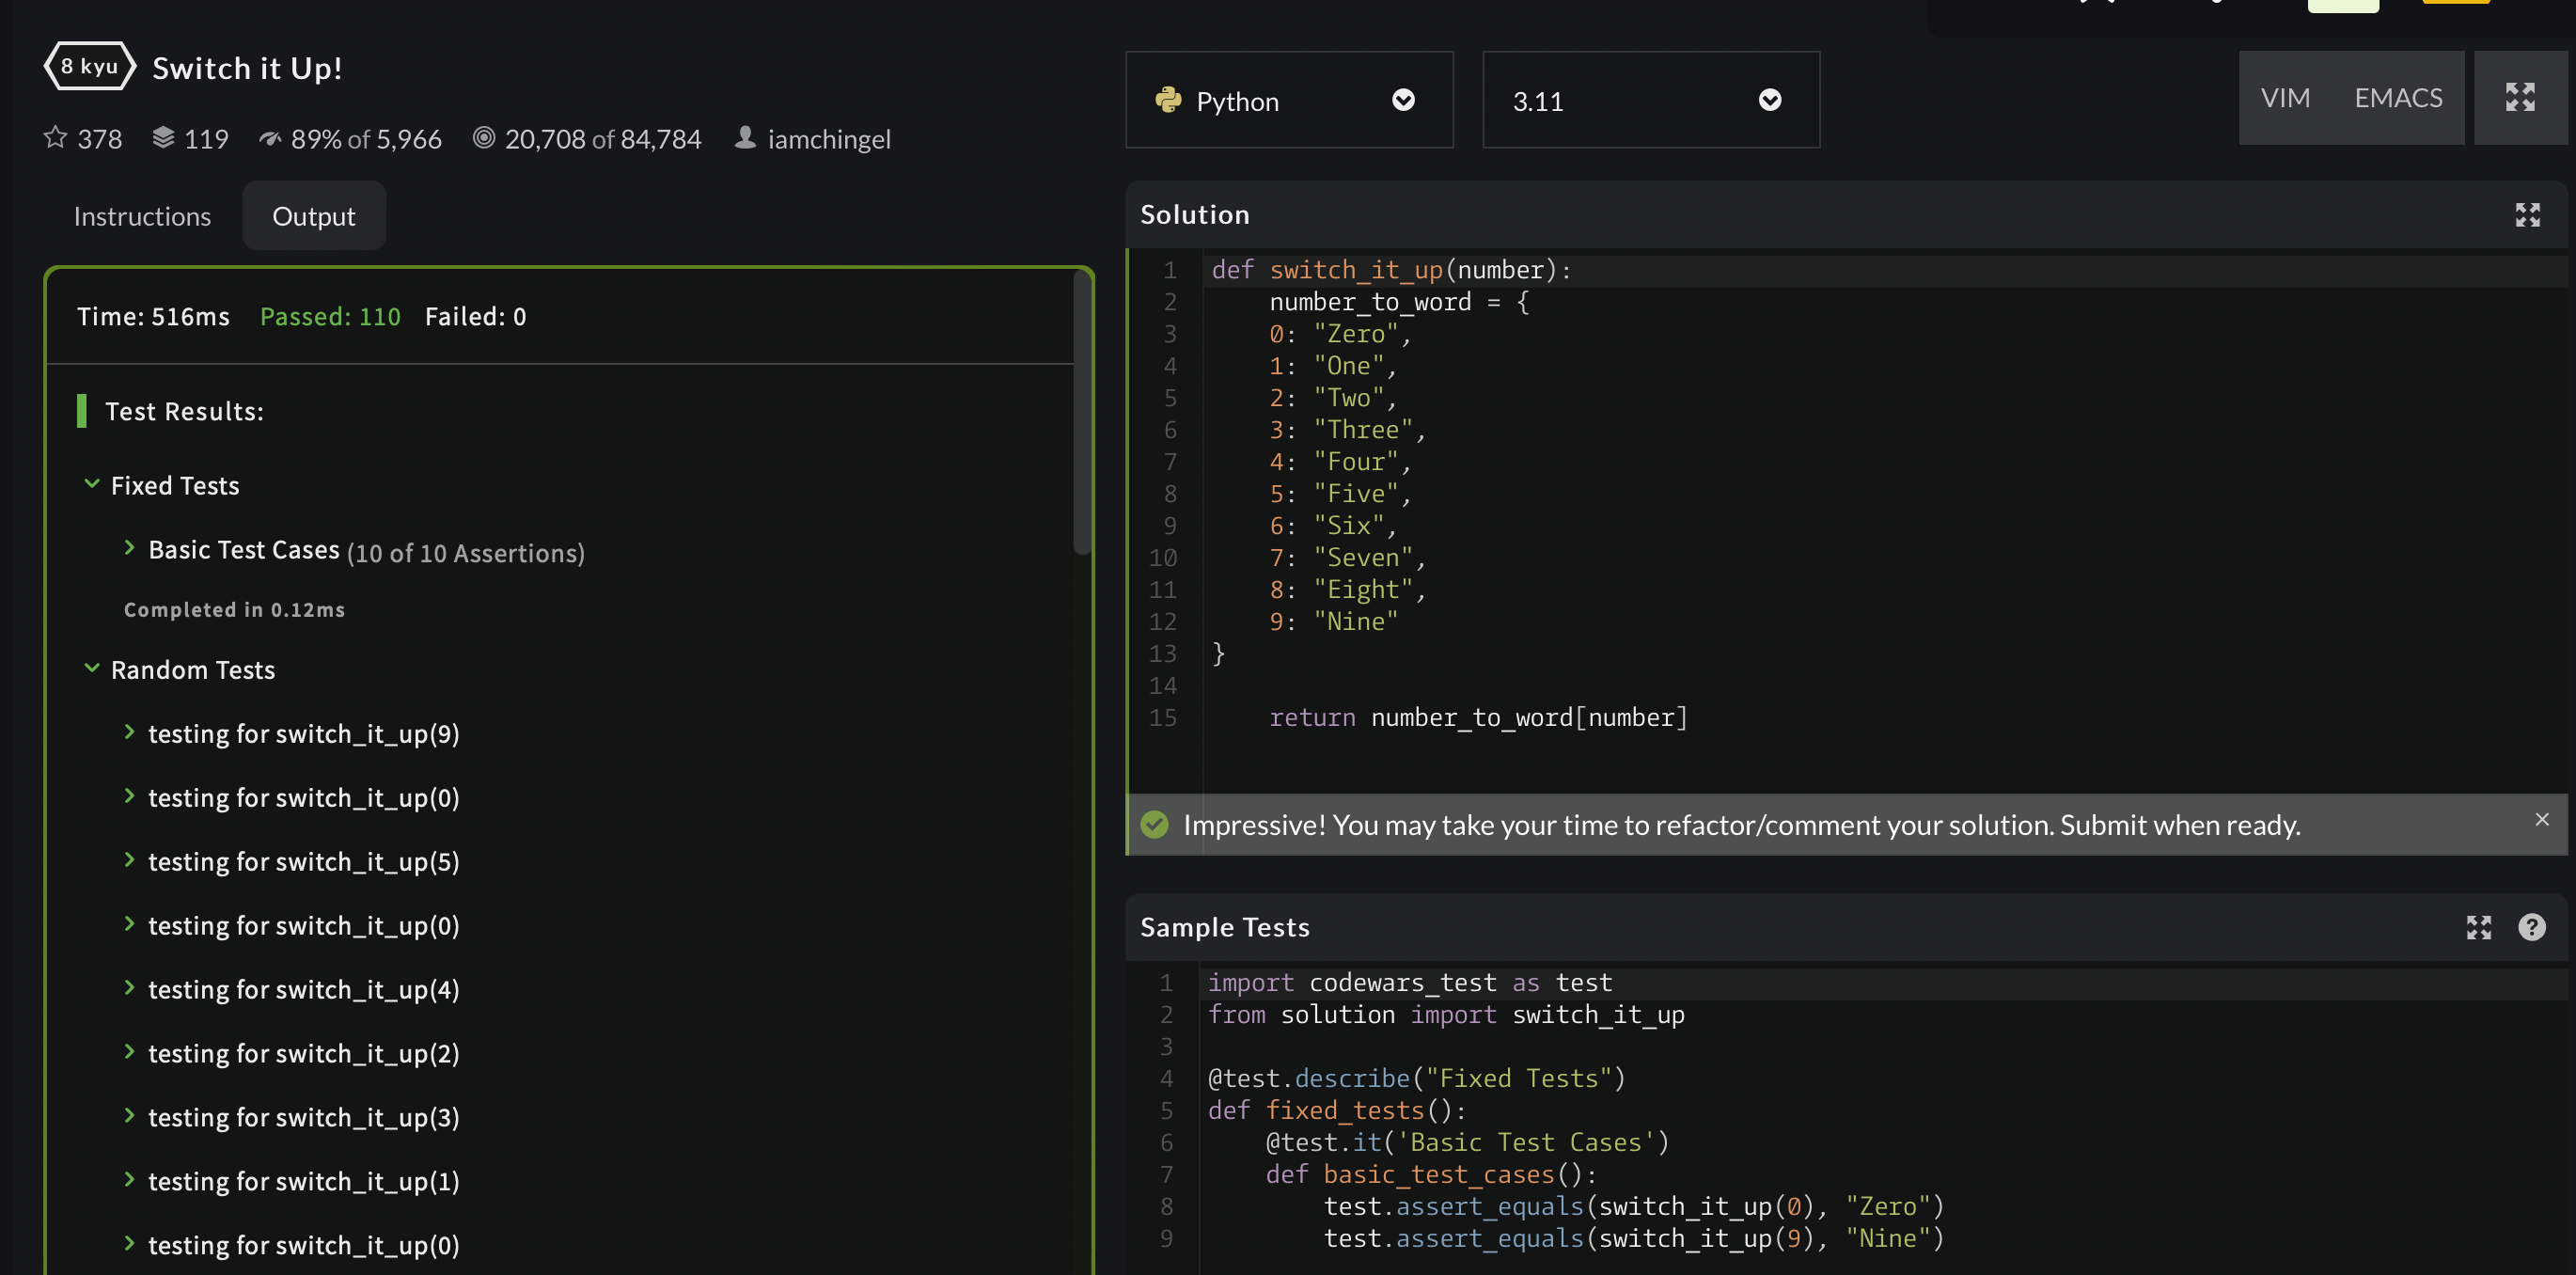 8 kyu Switch it Up!
378 119 89% of 5,966 20,708 of 84,784 iamchingel
Instructions Output
Time: 516ms Passed: 110 Failed: 0
Test Results:
Fixed Tests
Basic Test Cases (10 of 10 Assertions)
Completed in 0.12ms
Random Tests
testing for switch_it_up(9)
testing for switch_it_up(0)
testing for switch_it_up(5)
testing for switch_it_up(0)
testing for switch_it_up(4)
testing for switch_it_up(2)
testing for switch_it_up(3)
testing for switch_it_up(1)
testing for switch_it_up(0)
Python 3.11 VIM EMACS
Solution
1 def switch_it_up(number):
2     number_to_word = {
3     0: "Zero",
4     1: "One",
5     2: "Two",
6     3: "Three",
7     4: "Four",
8     5: "Five",
9     6: "Six",
10     7: "Seven",
11     8: "Eight",
12     9: "Nine"
13 }
14
15     return number_to_word[number]
Impressive! You may take your time to refactor/comment your solution. Submit when ready. ×
Sample Tests ?
1 import codewars_test as test
2 from solution import switch_it_up
3
4 @test.describe("Fixed Tests")
5 def fixed_tests():
6     @test.it('Basic Test Cases')
7     def basic_test_cases():
8         test.assert_equals(switch_it_up(0), "Zero")
9         test.assert_equals(switch_it_up(9), "Nine")